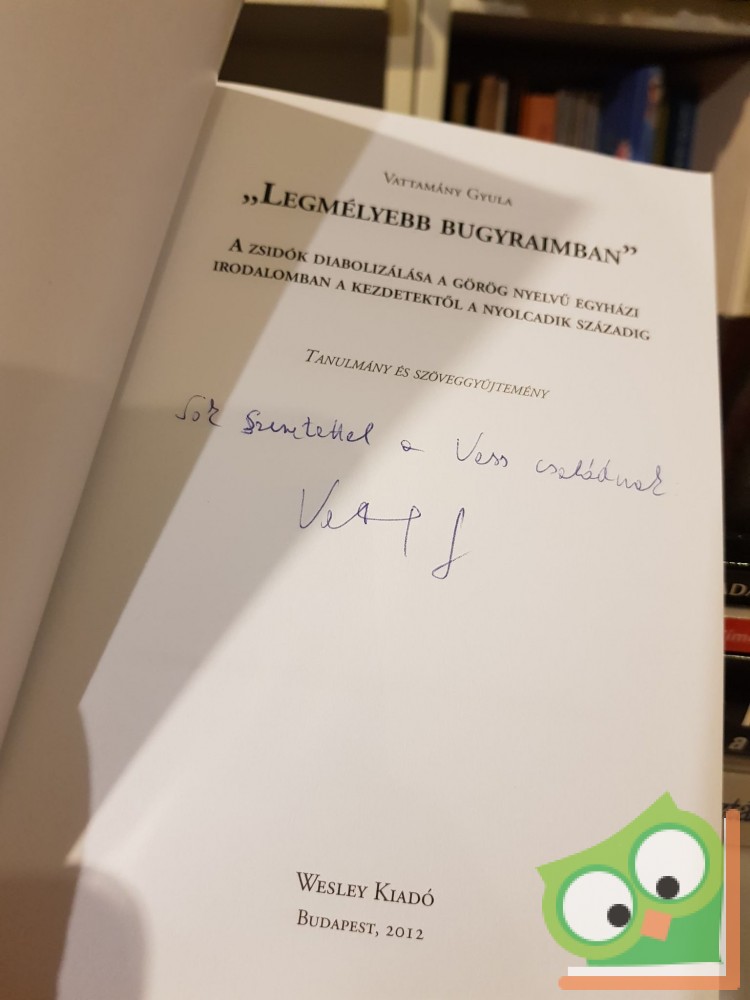 Vattamány Gyula
„Legmélyebb bugyraimban”
A zsidók diabolizálása a görög nyelvű egyházi
irodalomban a kezdetektől a nyolcadik századig
Tanulmány és szöveggyűjtemény
Sok szeretettel a Vass családnak
Wesley Kiadó
Budapest, 2012